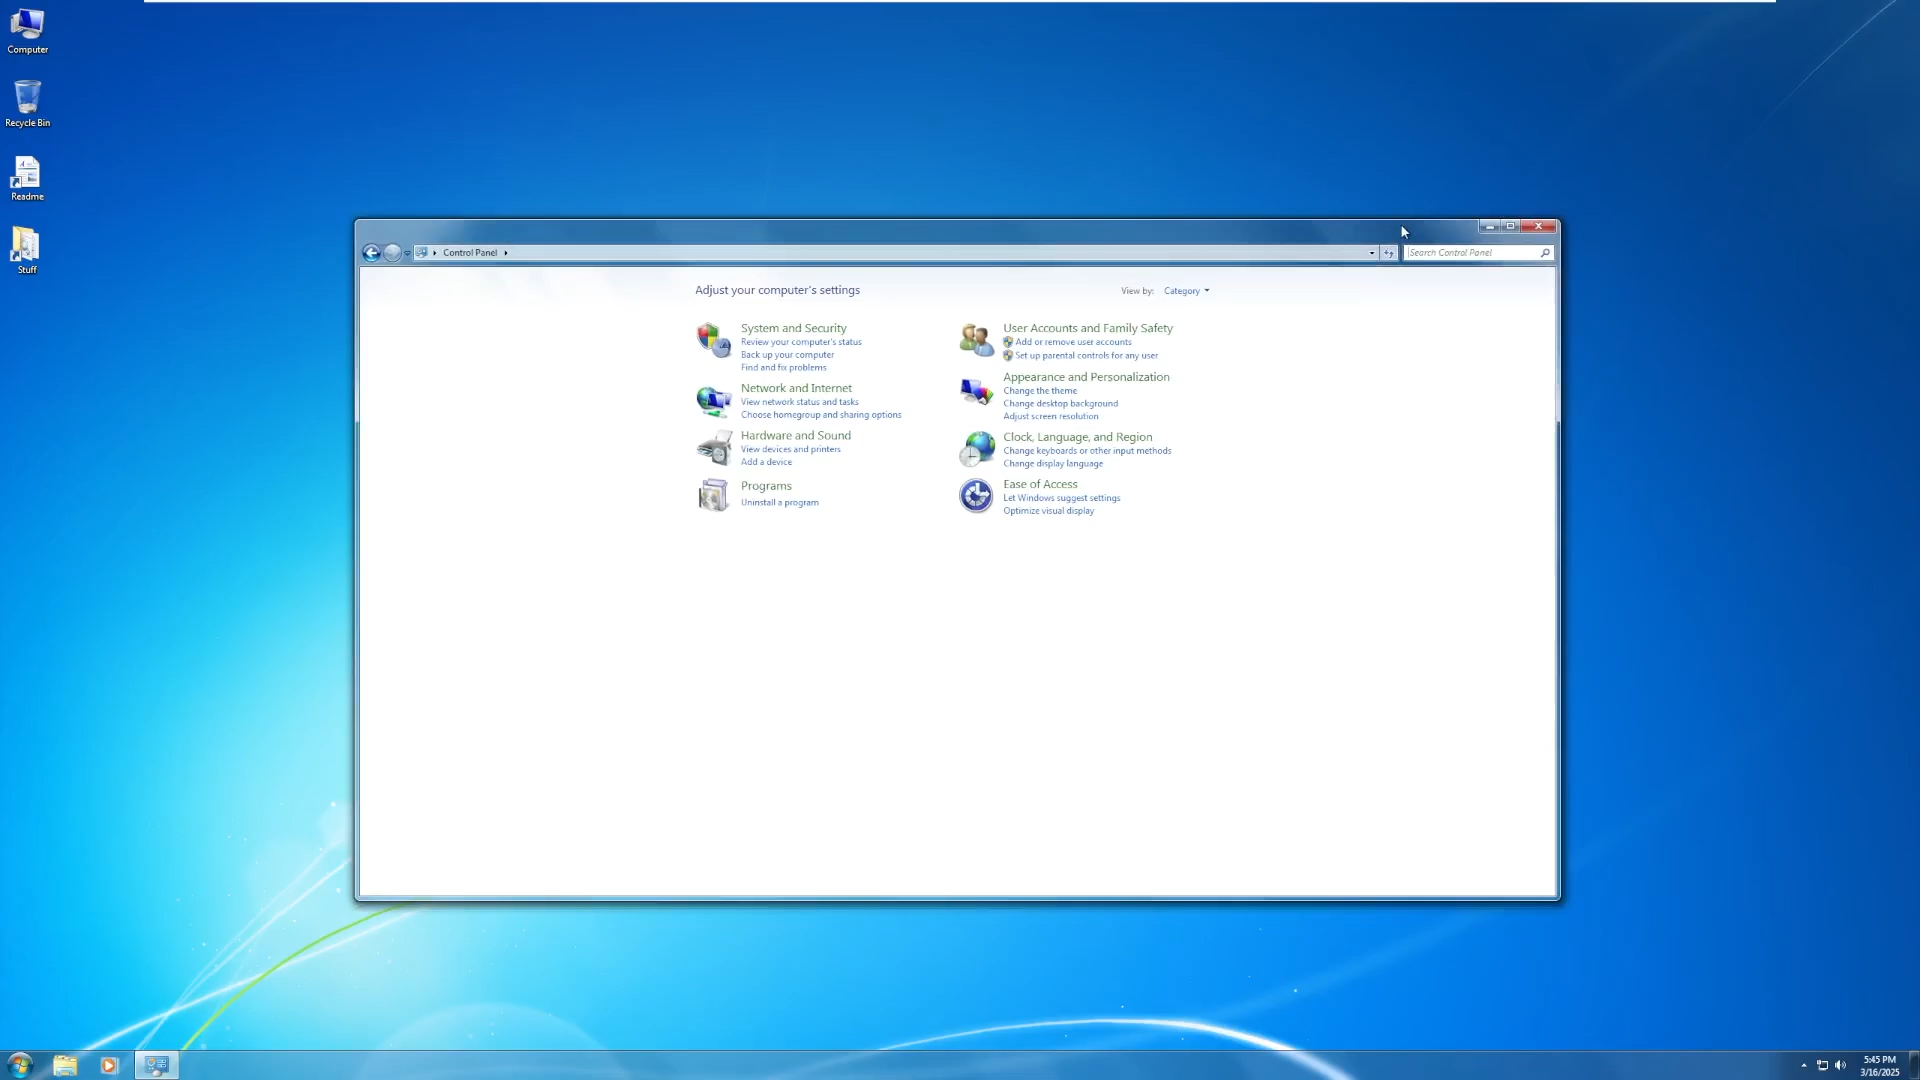 Computer
Recycle Bin
Readme
Stuff
Control Panel
Search Control Panel
Adjust your computer's settings
View by: Category
System and Security
Review your computer's status
Back up your computer
Find and fix problems
Network and Internet
View network status and tasks
Choose homegroup and sharing options
Hardware and Sound
View devices and printers
Add a device
Programs
Uninstall a program
User Accounts and Family Safety
Add or remove user accounts
Set up parental controls for any user
Appearance and Personalization
Change the theme
Change desktop background
Adjust screen resolution
Clock, Language, and Region
Change keyboards or other input methods
Change display language
Ease of Access
Let Windows suggest settings
Optimize visual display
5:45 PM
3/16/2025